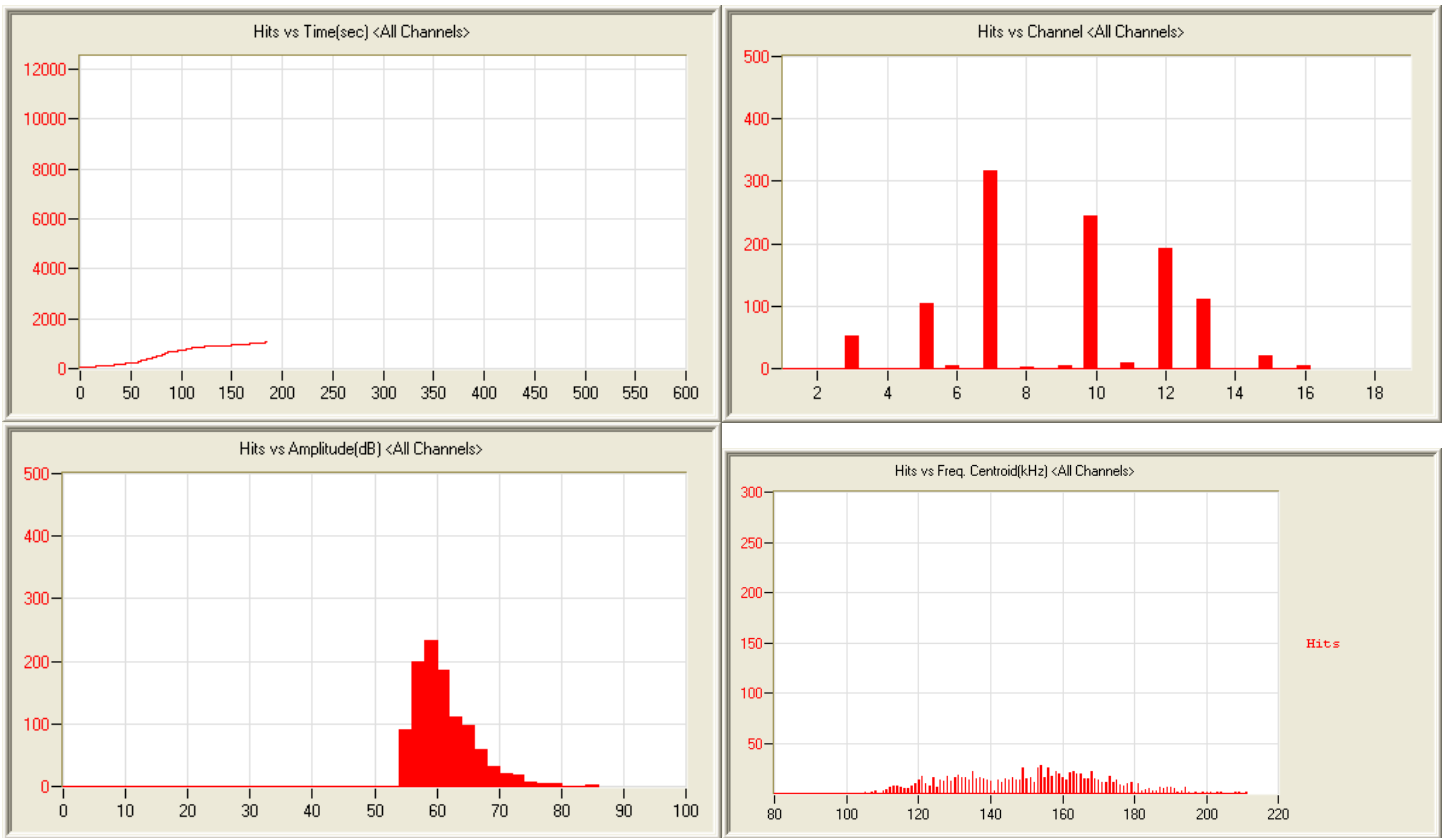 Hits vs Time(sec) <All Channels>
12000
10000
8000
6000
4000
2000
0
0 50 100 150 200 250 300 350 400 450 500 550 600
Hits vs Channel <All Channels>
500
400
300
200
100
0
2 4 6 8 10 12 14 16 18
Hits vs Amplitude(dB) <All Channels>
500
400
300
200
100
0
0 10 20 30 40 50 60 70 80 90 100
Hits vs Freq. Centroid(kHz) <All Channels>
300
250
200
150
100
50
80 100 120 140 160 180 200 220
Hits